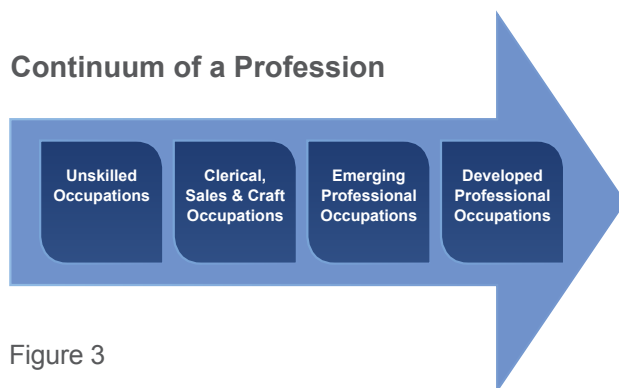 Continuum of a Profession
Unskilled
Occupations
Clerical,
Sales & Craft
Occupations
Emerging
Professional
Occupations
Developed
Professional
Occupations
Figure 3